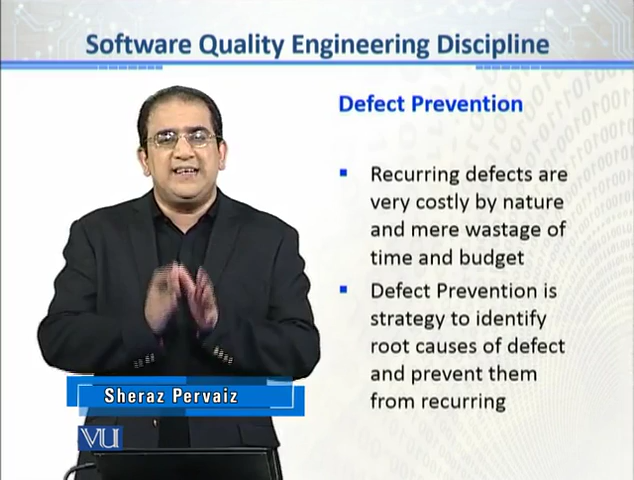 Software Quality Engineering Discipline
Defect Prevention
Recurring defects are
very costly by nature
and mere wastage of
time and budget
Defect Prevention is
strategy to identify
root causes of defect
and prevent them
from recurring
Sheraz Pervaiz
VU